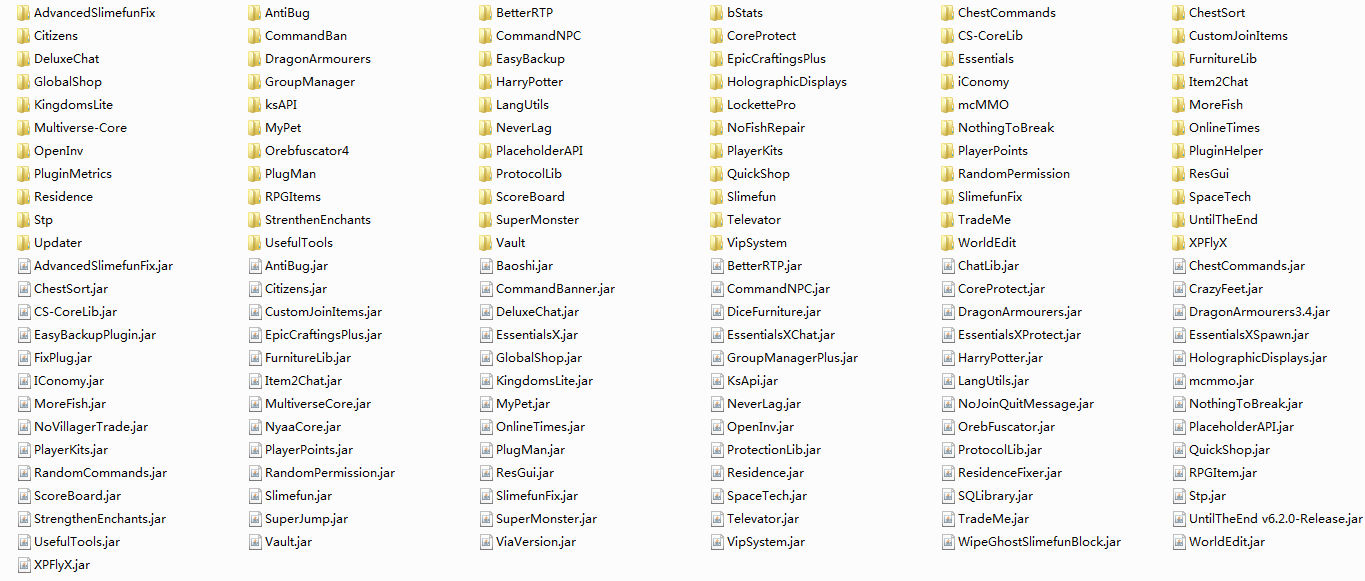 AdvancedSlimefunFix AntiBug BetterRTP bStats ChestCommands ChestSort
Citizens CommandBan CommandNPC CoreProtect CS-CoreLib CustomJoinItems
DeluxeChat DragonArmourers EasyBackup EpicCraftingsPlus Essentials FurnitureLib
GlobalShop GroupManager HarryPotter HolographicDisplays iConomy Item2Chat
KingdomsLite ksAPI LangUtils LockettePro mcMMO MoreFish
Multiverse-Core MyPet NeverLag NoFishRepair NothingToBreak OnlineTimes
OpenInv Orebfuscator4 PlaceholderAPI PlayerKits PlayerPoints PluginHelper
PluginMetrics PlugMan ProtocolLib QuickShop RandomPermission ResGui
Residence RPGItems ScoreBoard Slimefun SlimefunFix SpaceTech
Stp StrenthenEnchants SuperMonster Televator TradeMe UntilTheEnd
Updater UsefulTools Vault VipSystem WorldEdit XPFlyX
AdvancedSlimefunFix.jar AntiBug.jar Baoshi.jar BetterRTP.jar ChatLib.jar ChestCommands.jar
ChestSort.jar Citizens.jar CommandBanner.jar CommandNPC.jar CoreProtect.jar CrazyFeet.jar
CS-CoreLib.jar CustomJoinItems.jar DeluxeChat.jar DiceFurniture.jar DragonArmourers.jar DragonArmourers3.4.jar
EasyBackupPlugin.jar EpicCraftingsPlus.jar EssentialsX.jar EssentialsXChat.jar EssentialsXProtect.jar EssentialsXSpawn.jar
FixPlug.jar FurnitureLib.jar GlobalShop.jar GroupManagerPlus.jar HarryPotter.jar HolographicDisplays.jar
IConomy.jar Item2Chat.jar KingdomsLite.jar KsApi.jar LangUtils.jar mcmmo.jar
MoreFish.jar MultiverseCore.jar MyPet.jar NeverLag.jar NoJoinQuitMessage.jar NothingToBreak.jar
NoVillagerTrade.jar NyaaCore.jar OnlineTimes.jar OpenInv.jar OrebFuscator.jar PlaceholderAPI.jar
PlayerKits.jar PlayerPoints.jar PlugMan.jar ProtectionLib.jar ProtocolLib.jar QuickShop.jar
RandomCommands.jar RandomPermission.jar ResGui.jar Residence.jar ResidenceFixer.jar RPGItem.jar
ScoreBoard.jar Slimefun.jar SlimefunFix.jar SpaceTech.jar SQLibrary.jar Stp.jar
StrengthenEnchants.jar SuperJump.jar SuperMonster.jar Televator.jar TradeMe.jar UntilTheEnd v6.2.0-Release.jar
UsefulTools.jar Vault.jar ViaVersion.jar VipSystem.jar WipeGhostSlimefunBlock.jar WorldEdit.jar
XPFlyX.jar